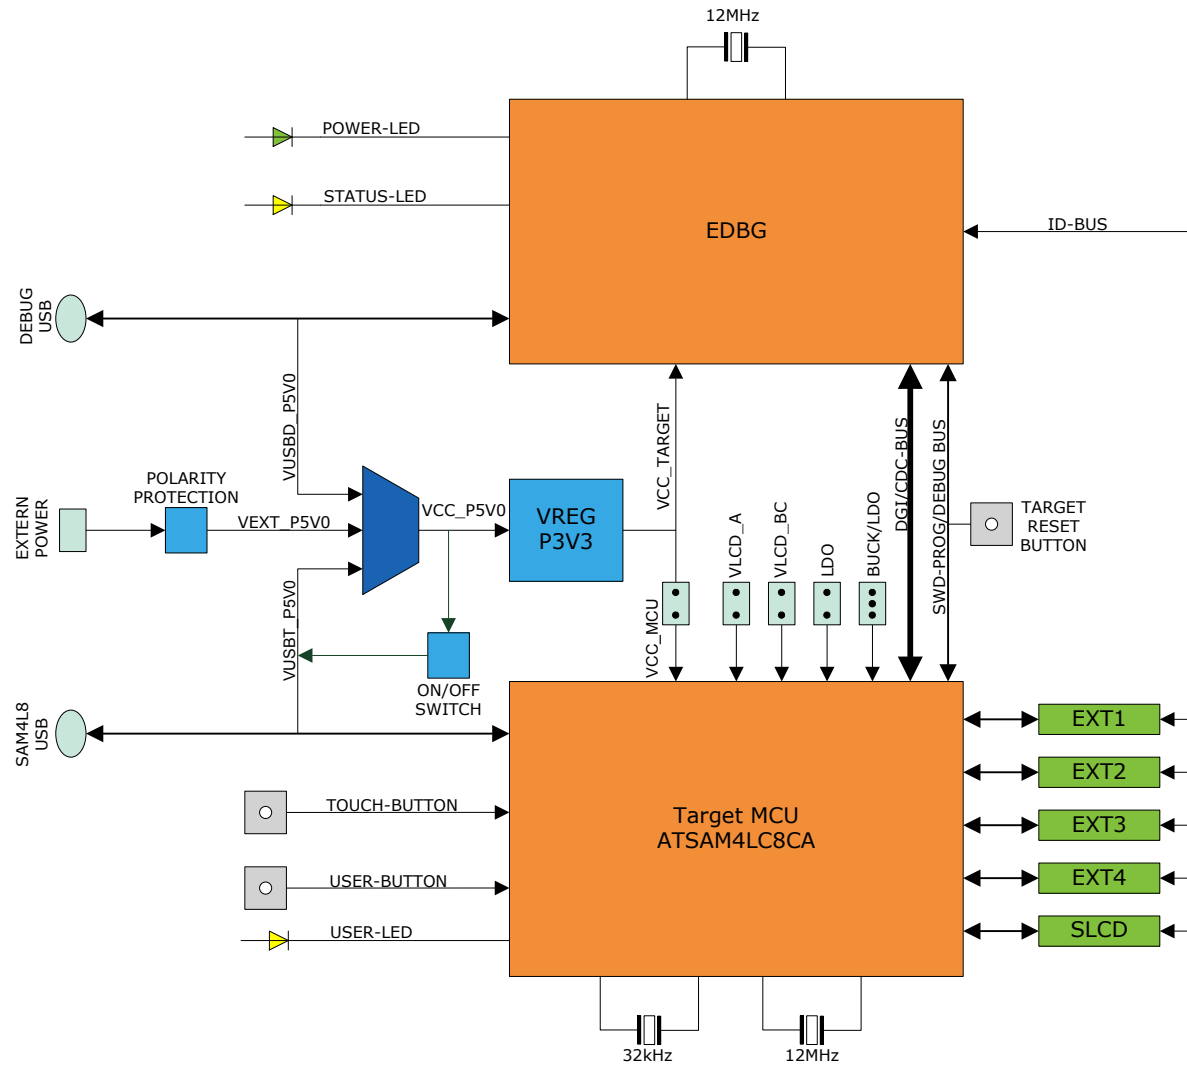 12MHz
POWER-LED
STATUS-LED
EDBG
ID-BUS
DEBUG
USB
VUSBD_P5V0
VCC_TARGET
DGI/CDC-BUS
SWD-PROG/DEBUG BUS
POLARITY
PROTECTION
EXTERN
POWER
VEXT_P5V0
VCC_P5V0
VREG
P3V3
VLCD_A
VLCD_BC
LDO
BUCK/LDO
TARGET
RESET
BUTTON
VUSBT_P5V0
VCC_MCU
ON/OFF
SWITCH
SAM4L8
USB
TOUCH-BUTTON
USER-BUTTON
USER-LED
Target MCU
ATSAM4LC8CA
EXT1
EXT2
EXT3
EXT4
SLCD
32kHz
12MHz